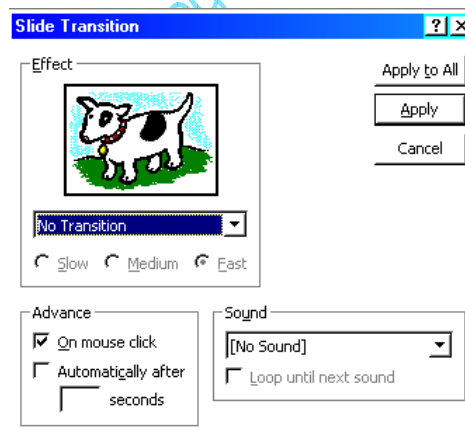 Slide Transition
Effect
Apply to All
Apply
Cancel
No Transition
Slow Medium Fast
Advance
On mouse click
Automatically after
seconds
Sound
[No Sound]
Loop until next sound